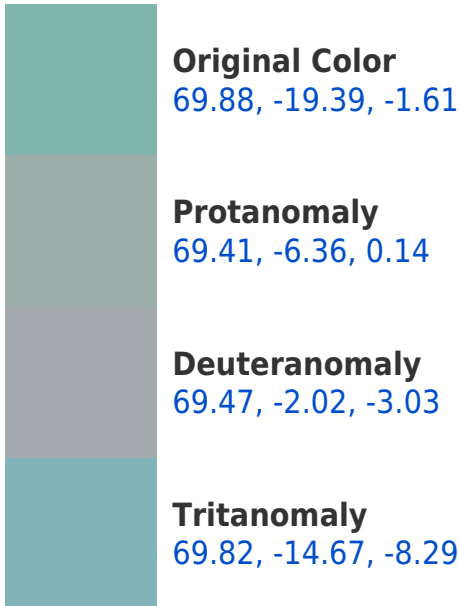 Original Color
69.88, -19.39, -1.61
Protanomaly
69.41, -6.36, 0.14
Deuteranomaly
69.47, -2.02, -3.03
Tritanomaly
69.82, -14.67, -8.29